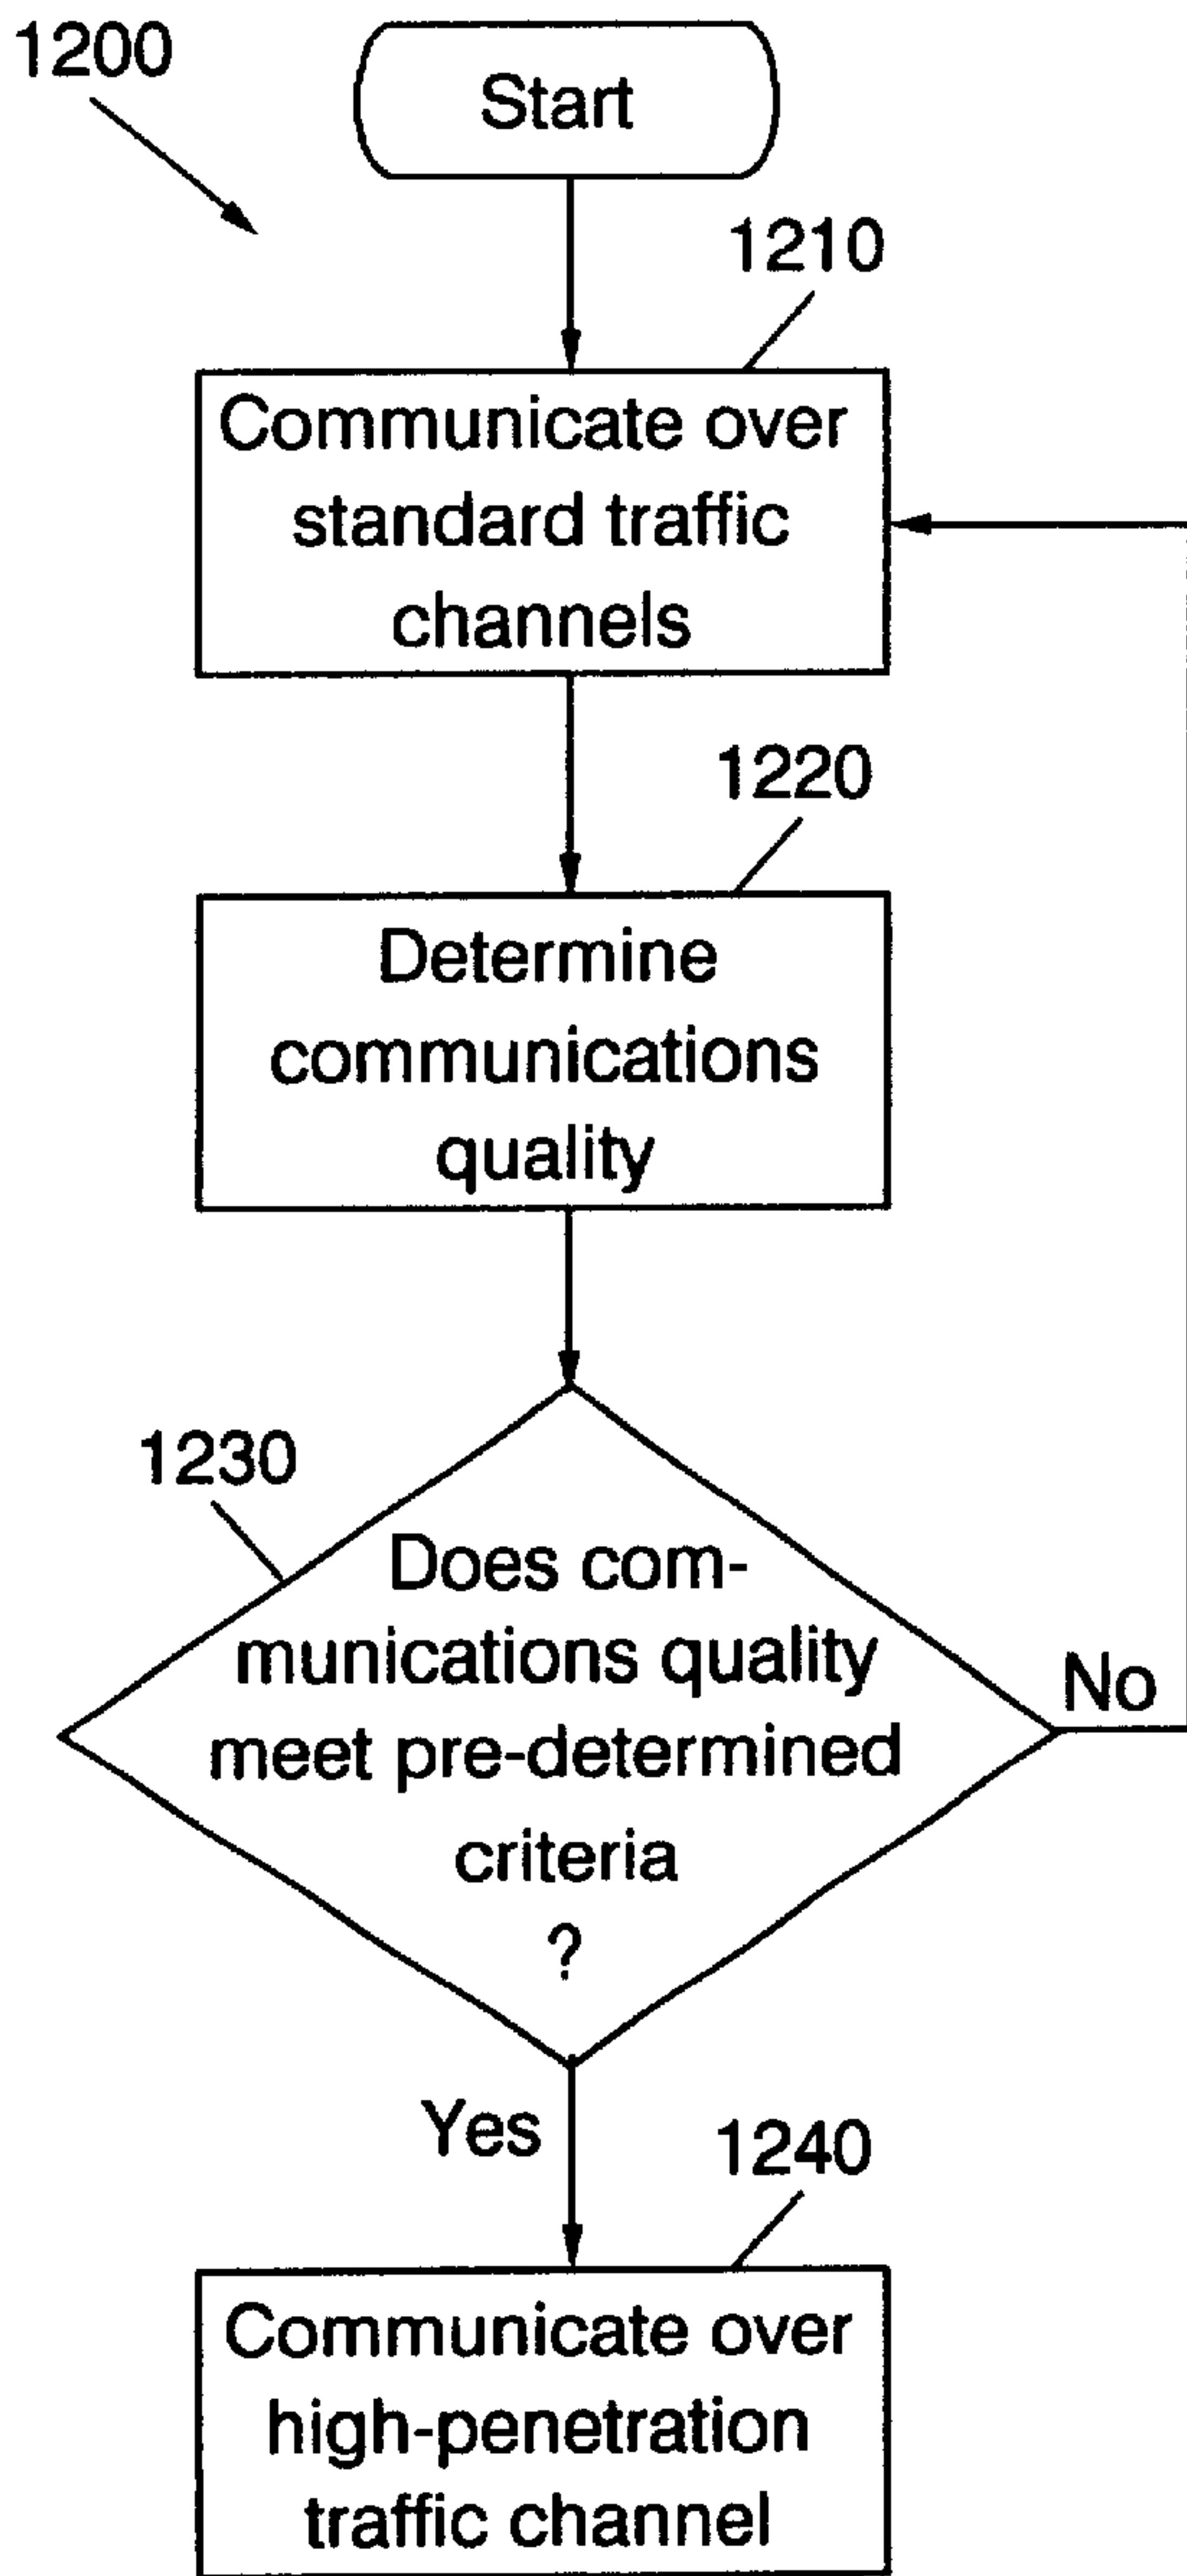 1200
Start
1210
Communicate over
standard traffic
channels
1220
Determine
communications
quality
1230
Does com-
munications quality
meet pre-determined
criteria
?
No
Yes
1240
Communicate over
high-penetration
traffic channel